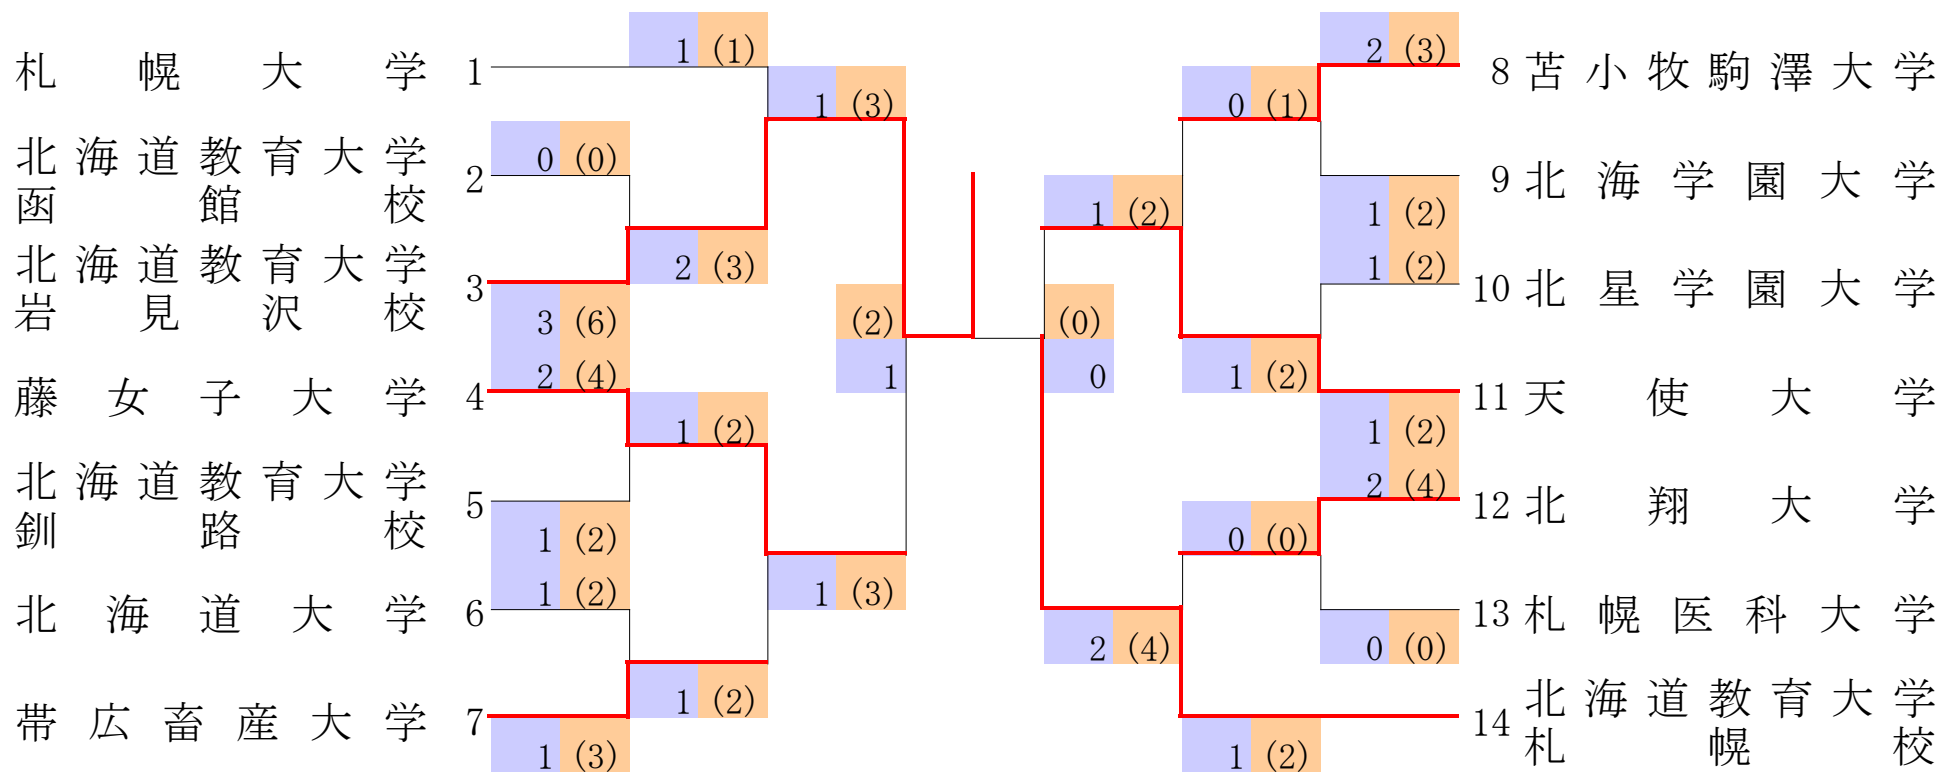 1 (1)
2 (3)
札幌大学 1
8 苫小牧駒澤大学
1 (3)
0 (1)
北海道教育大学
函館校
2
0 (0)
1 (2)
9 北海学園大学
1 (2)
北海道教育大学
岩見沢校
3
2 (3)
1 (2)
10 北星学園大学
3 (6)
(2)
(0)
2 (4)
1
0
1 (2)
藤女子大学 4
11 天使大学
1 (2)
1 (2)
2 (4)
北海道教育大学
釧路校
5
12 北翔大学
1 (2)
0 (0)
1 (2)
1 (3)
北海道大学 6
13 札幌医科大学
2 (4)
0 (0)
帯広畜産大学 7
1 (2)
14
北海道教育大学
札幌校
1 (3)
1 (2)